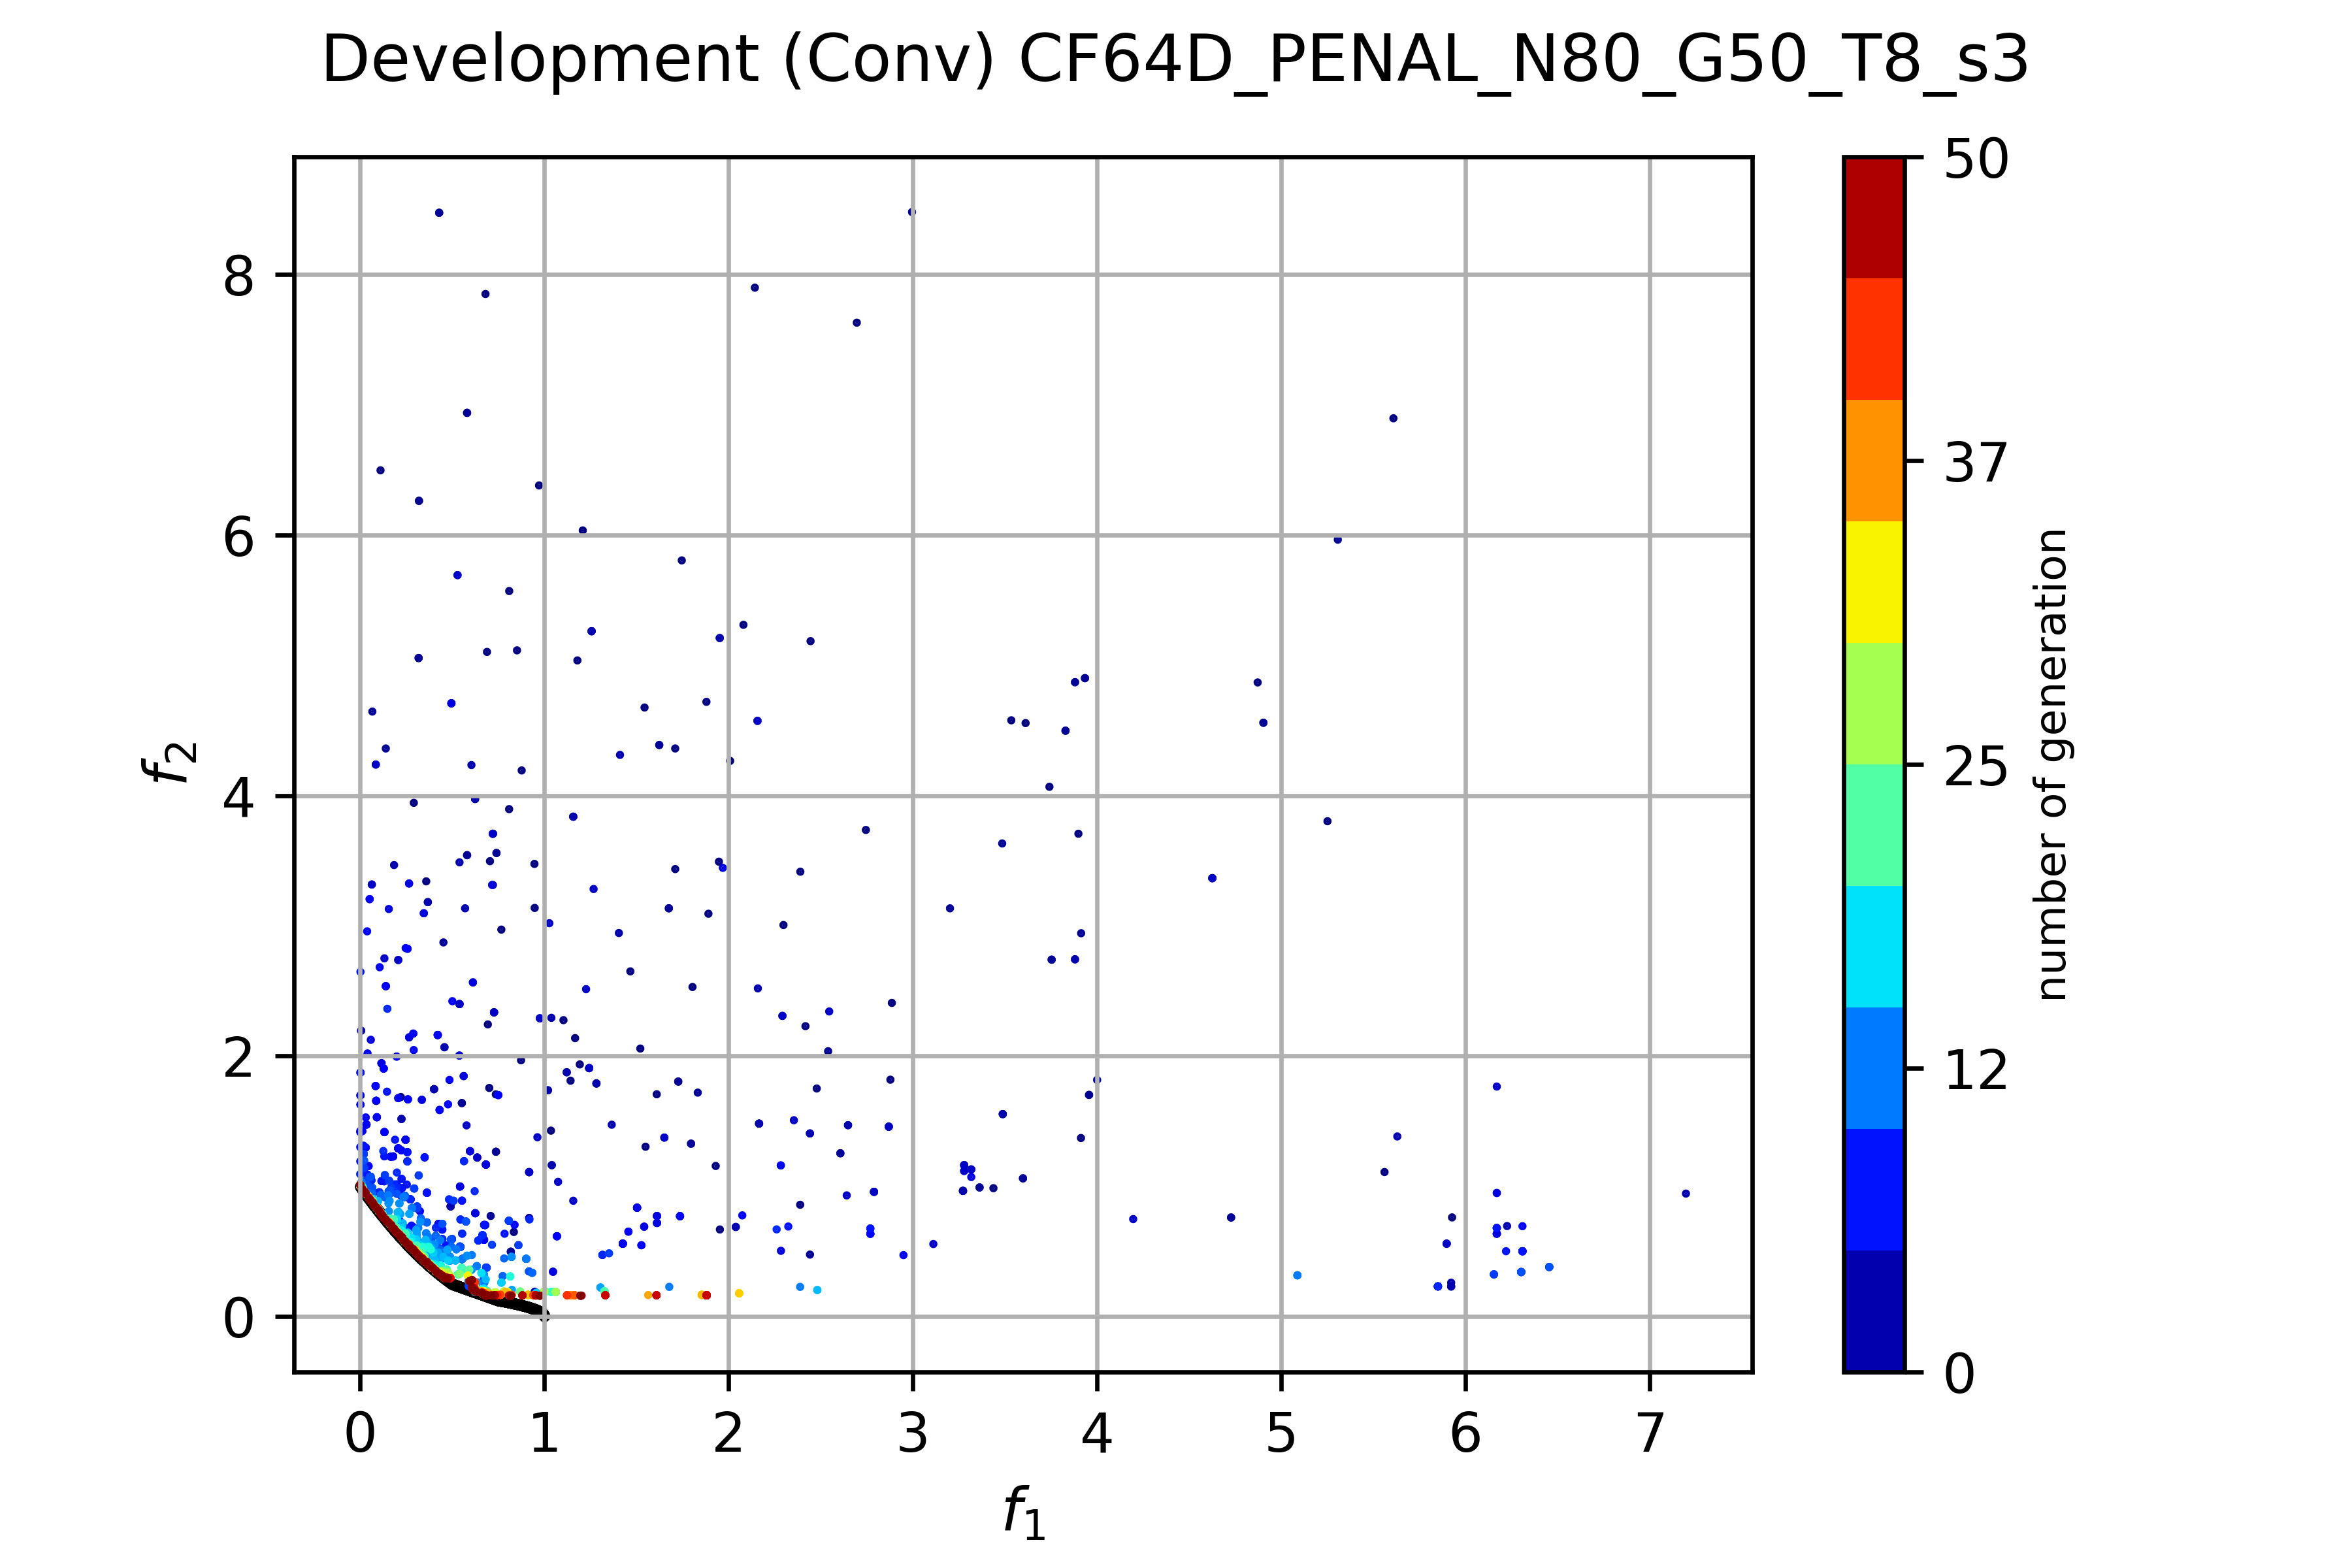 Development (Conv) CF64D_PENAL_N80_G50_T8_s3
8
6
4
2
0
f2
0 1 2 3 4 5 6 7
f1
50
37
25
12
0
number of generation